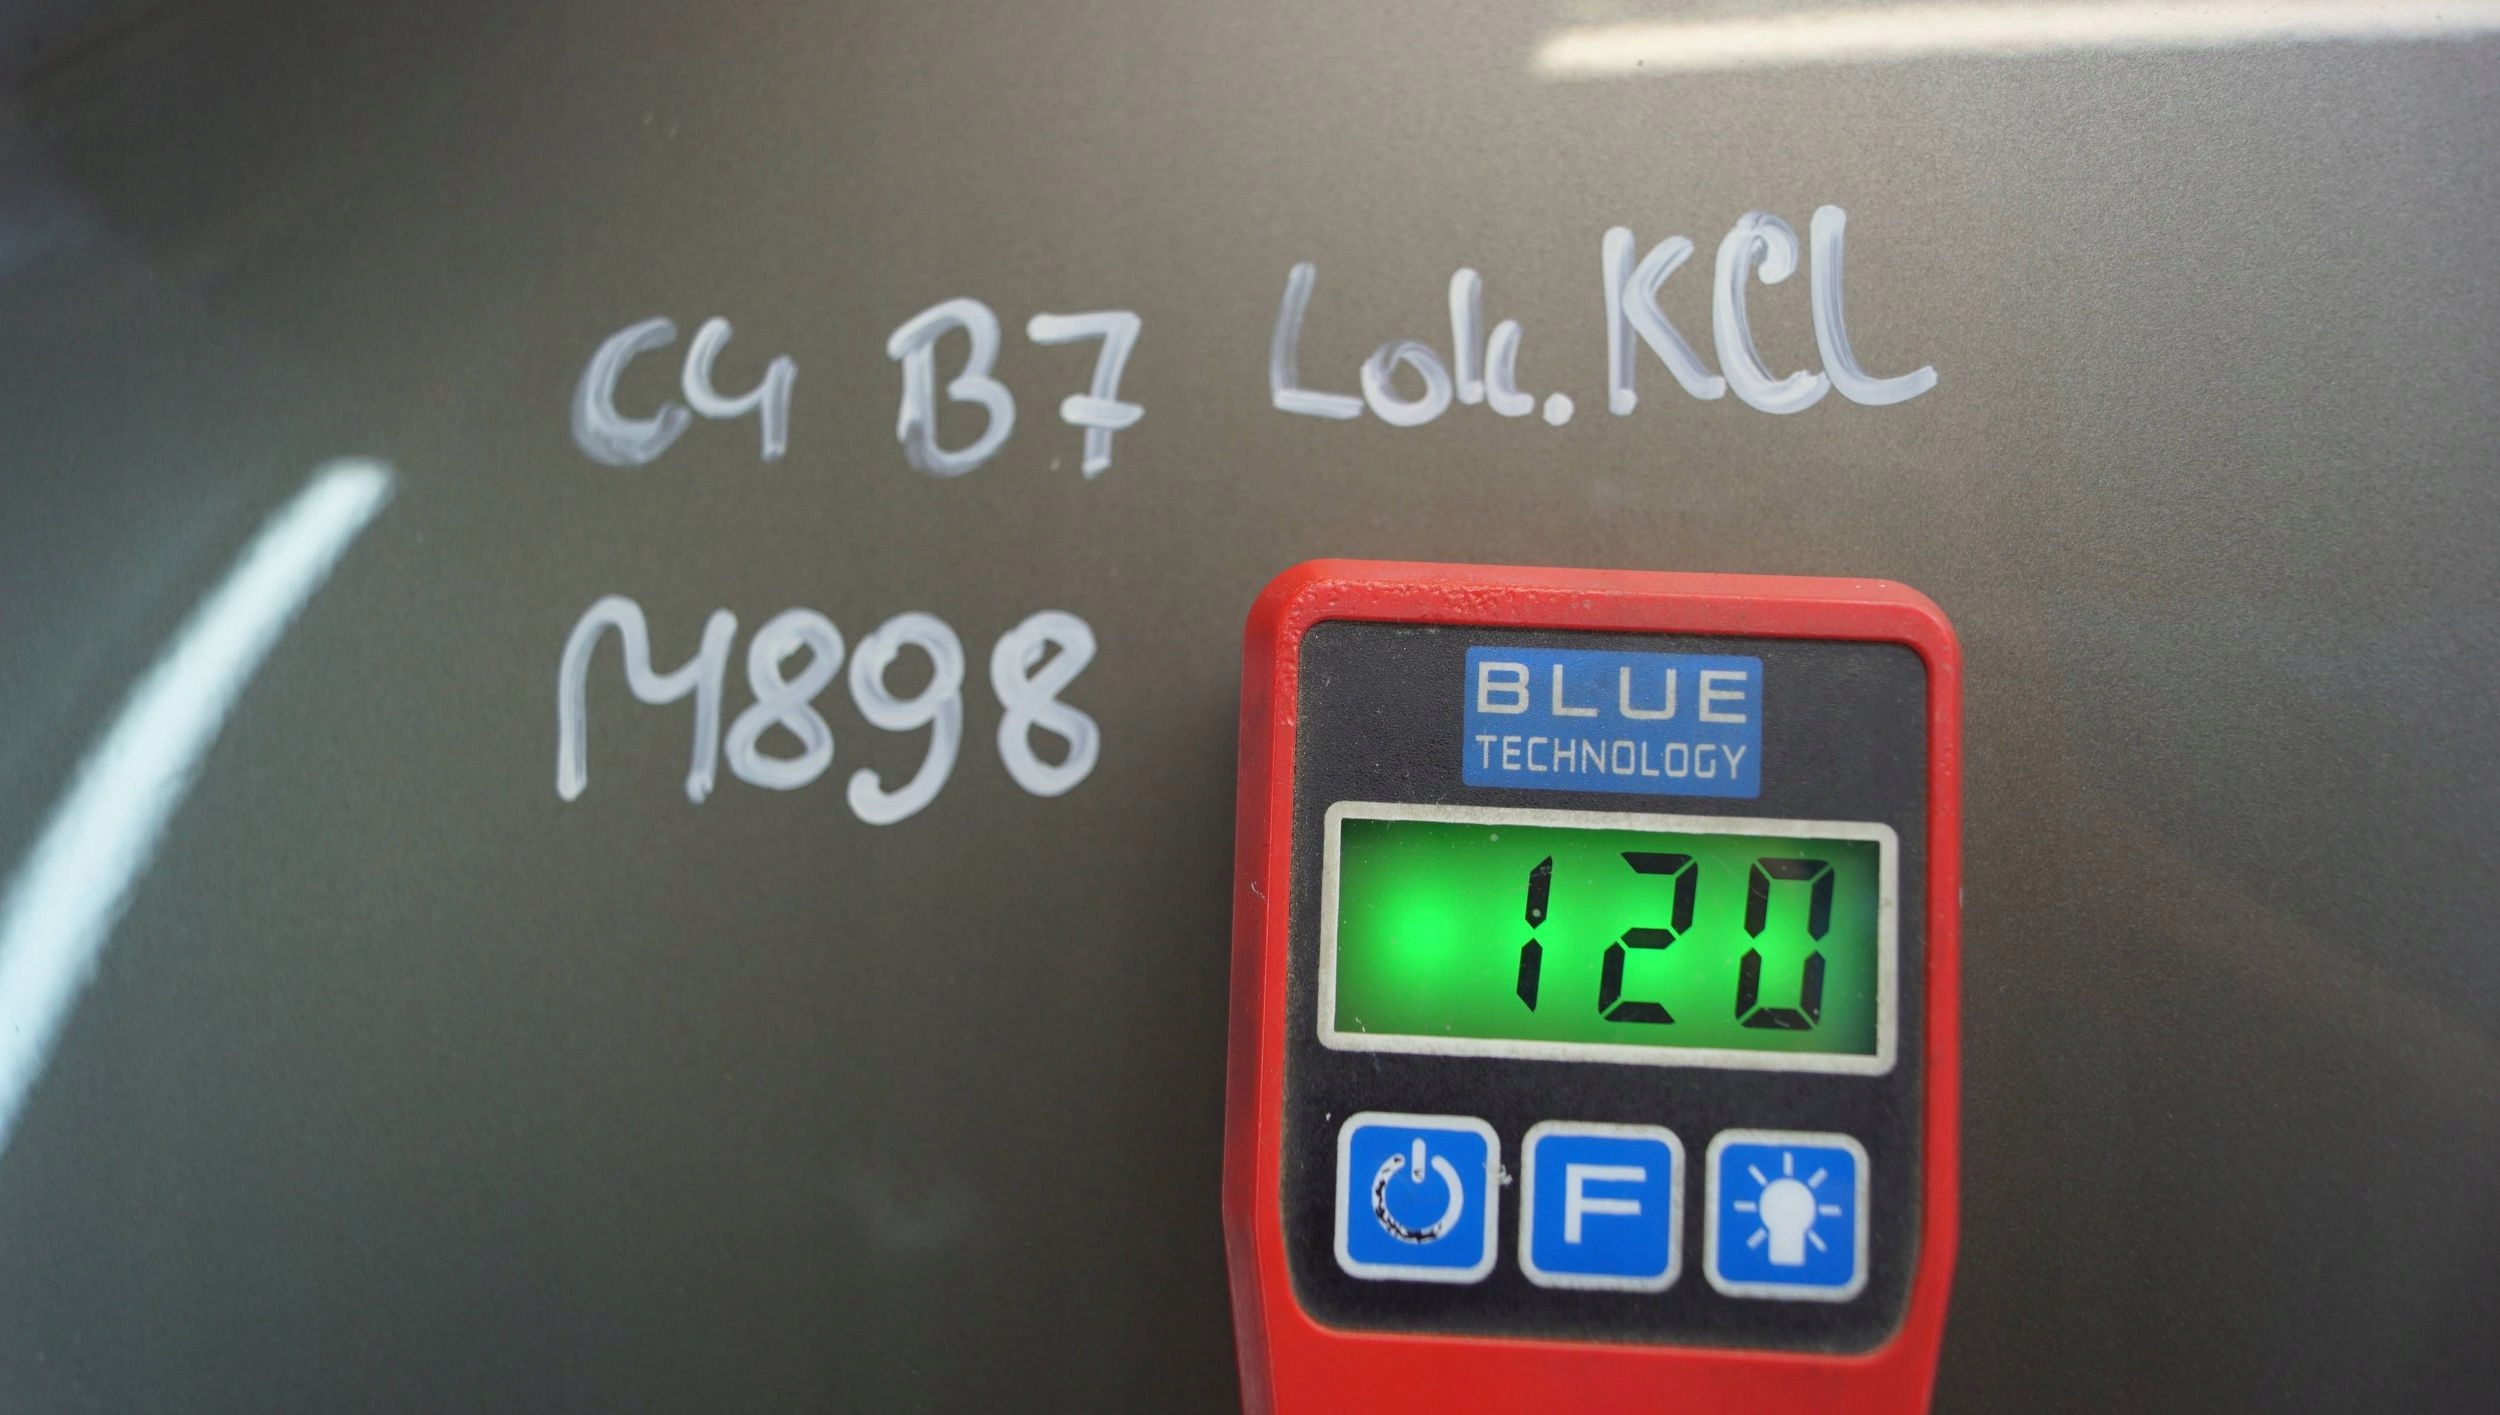 C4 B7 Lok. KCL
M898
BLUE
TECHNOLOGY
120
F